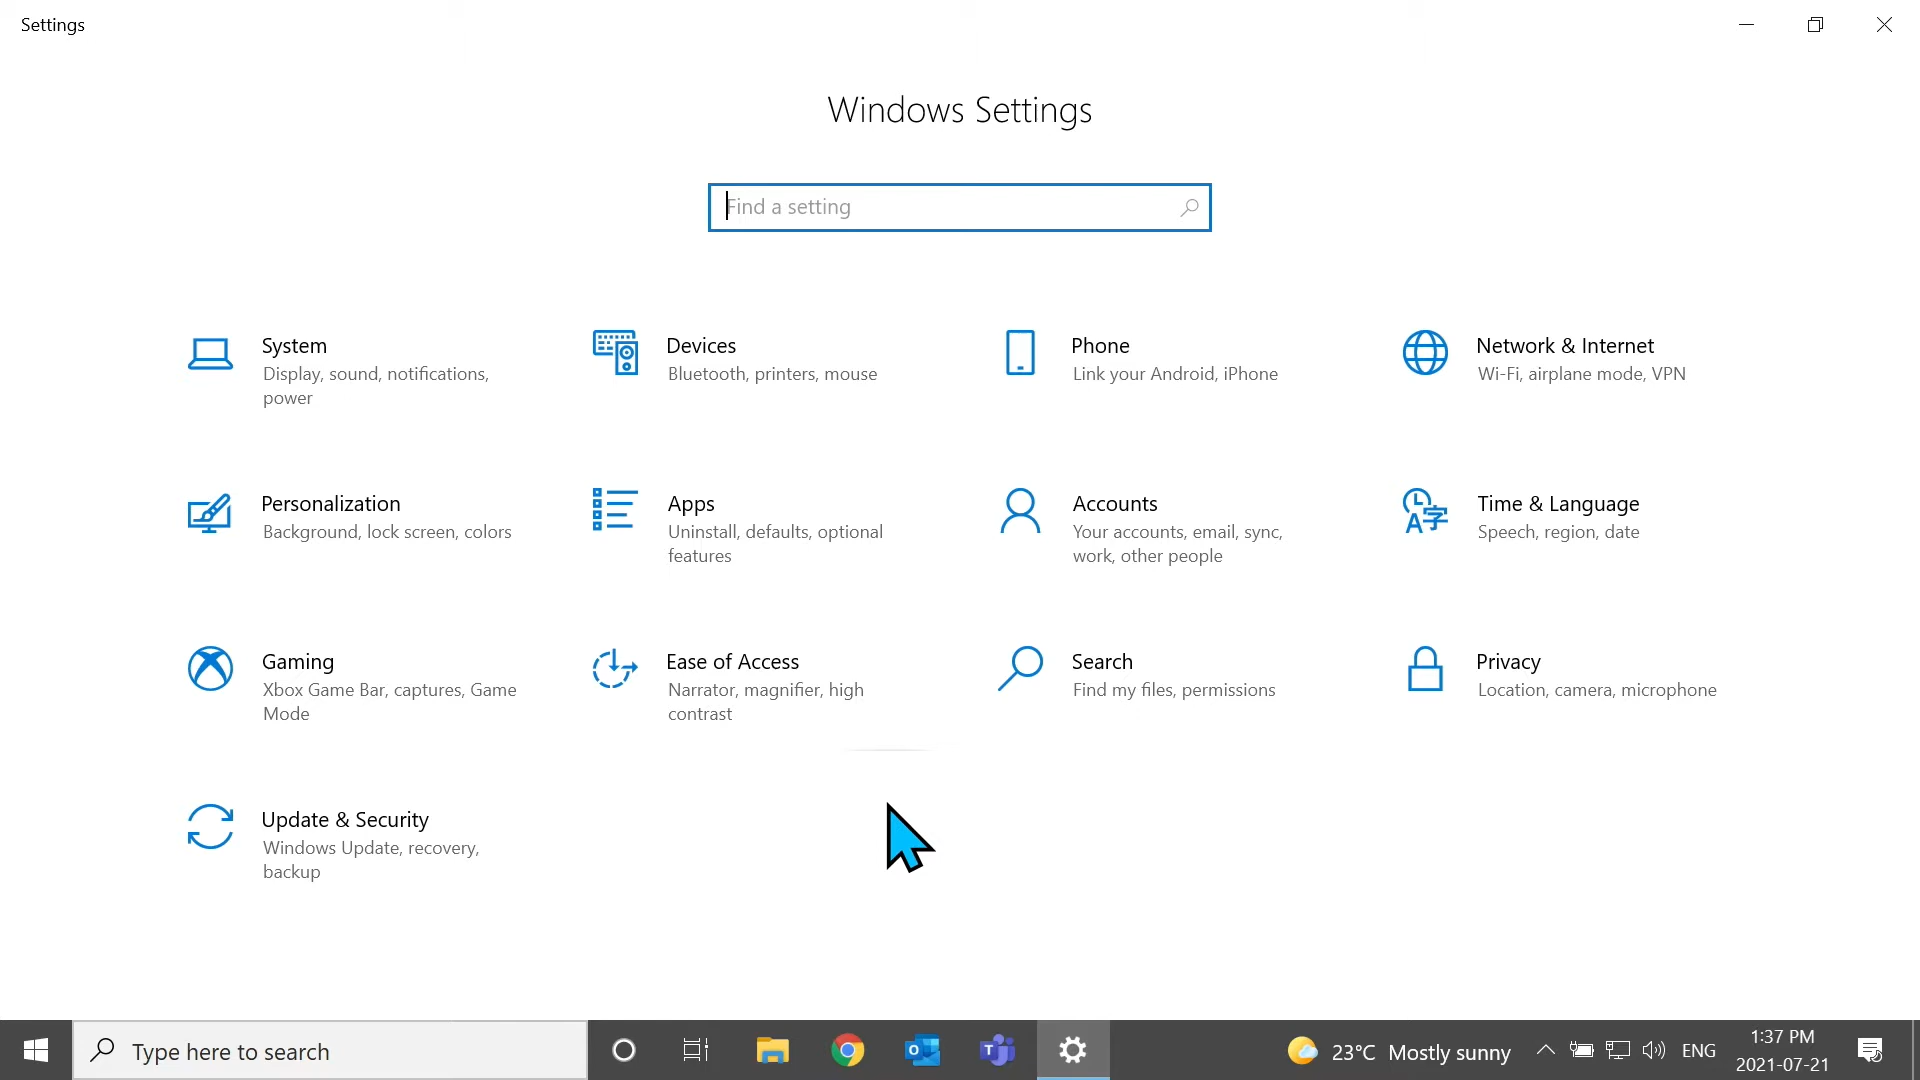 Settings
Windows Settings
Find a setting
System
Display, sound, notifications,
power
Devices
Bluetooth, printers, mouse
Phone
Link your Android, iPhone
Network & Internet
Wi-Fi, airplane mode, VPN
Personalization
Background, lock screen, colors
Apps
Uninstall, defaults, optional
features
Accounts
Your accounts, email, sync,
work, other people
Time & Language
Speech, region, date
Gaming
Xbox Game Bar, captures, Game
Mode
Ease of Access
Narrator, magnifier, high
contrast
Search
Find my files, permissions
Privacy
Location, camera, microphone
Update & Security
Windows Update, recovery,
backup
Type here to search
23°C Mostly sunny
ENG
1:37 PM
2021-07-21